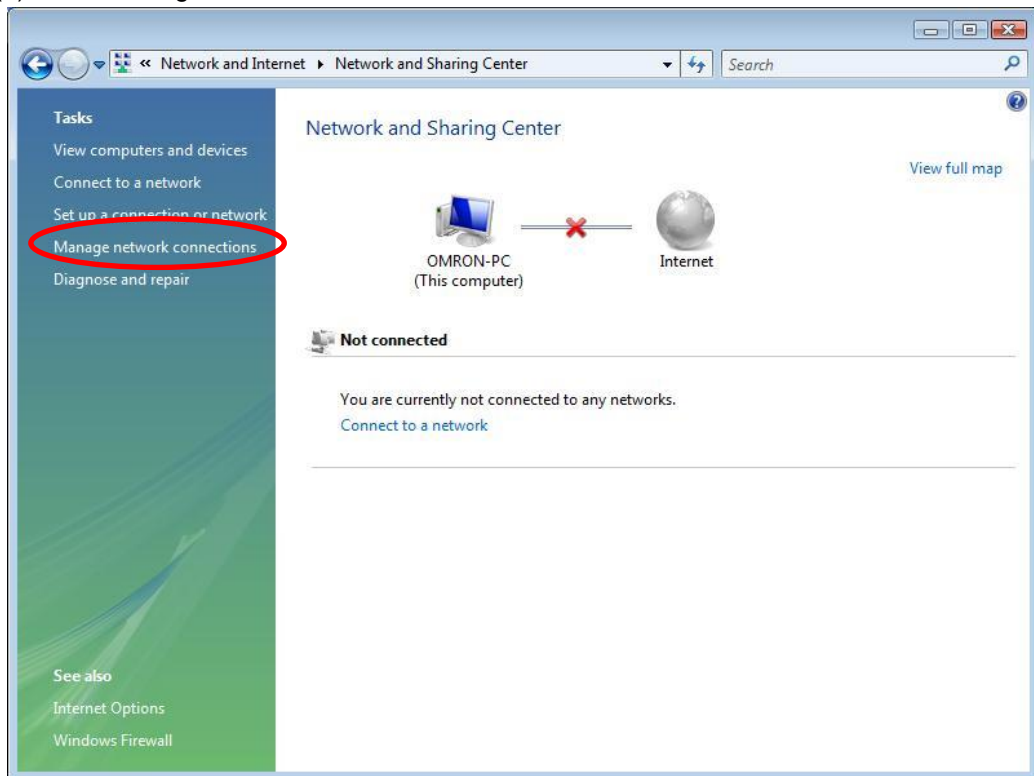 « Network and Inter
net ▸ Network and Sharing Center
Search
Tasks
View computers and devices
Connect to a network
Set up a connection or network
Manage network connections
Diagnose and repair
See also
Internet Options
Windows Firewall
Network and Sharing Center
View full map
OMRON-PC
(This computer)
Internet
Not connected
You are currently not connected to any networks.
Connect to a network